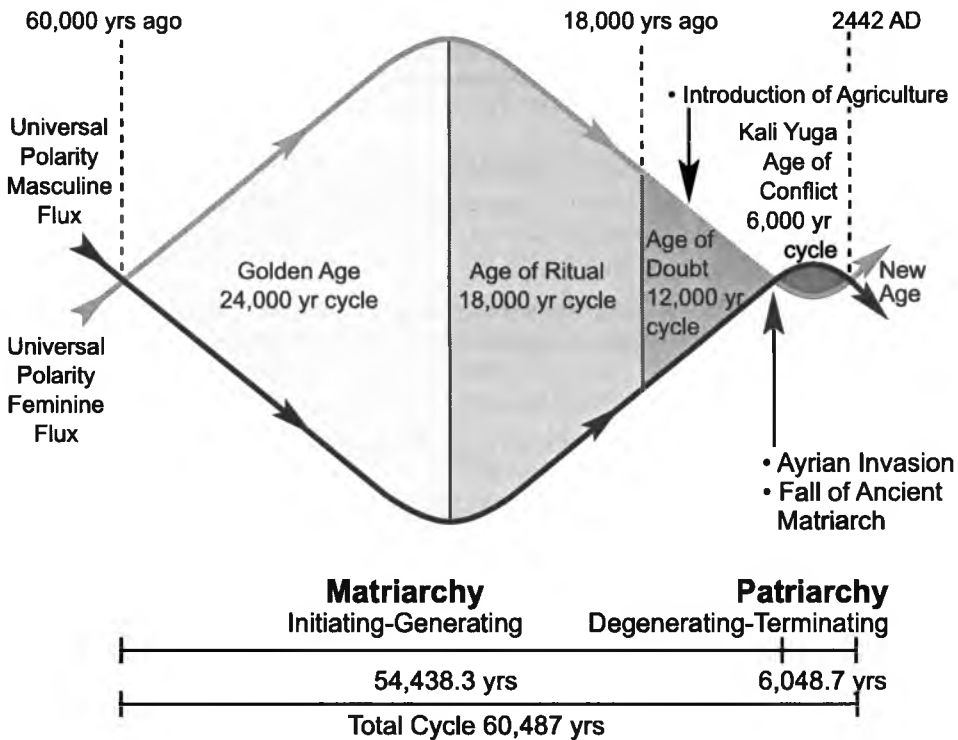 60,000 yrs ago
18,000 yrs ago
2442 AD
• Introduction of Agriculture
Universal
Polarity
Masculine
Flux
Kali Yuga
Age of
Conflict
6,000 yr
cycle
Golden Age
24,000 yr cycle
Age of Ritual
18,000 yr cycle
Age of
Doubt
12,000 yr
cycle
New
Age
Universal
Polarity
Feminine
Flux
• Ayrian Invasion
• Fall of Ancient
Matriarch
Matriarchy
Initiating-Generating
Patriarchy
Degenerating-Terminating
54,438.3 yrs
6,048.7 yrs
Total Cycle 60,487 yrs